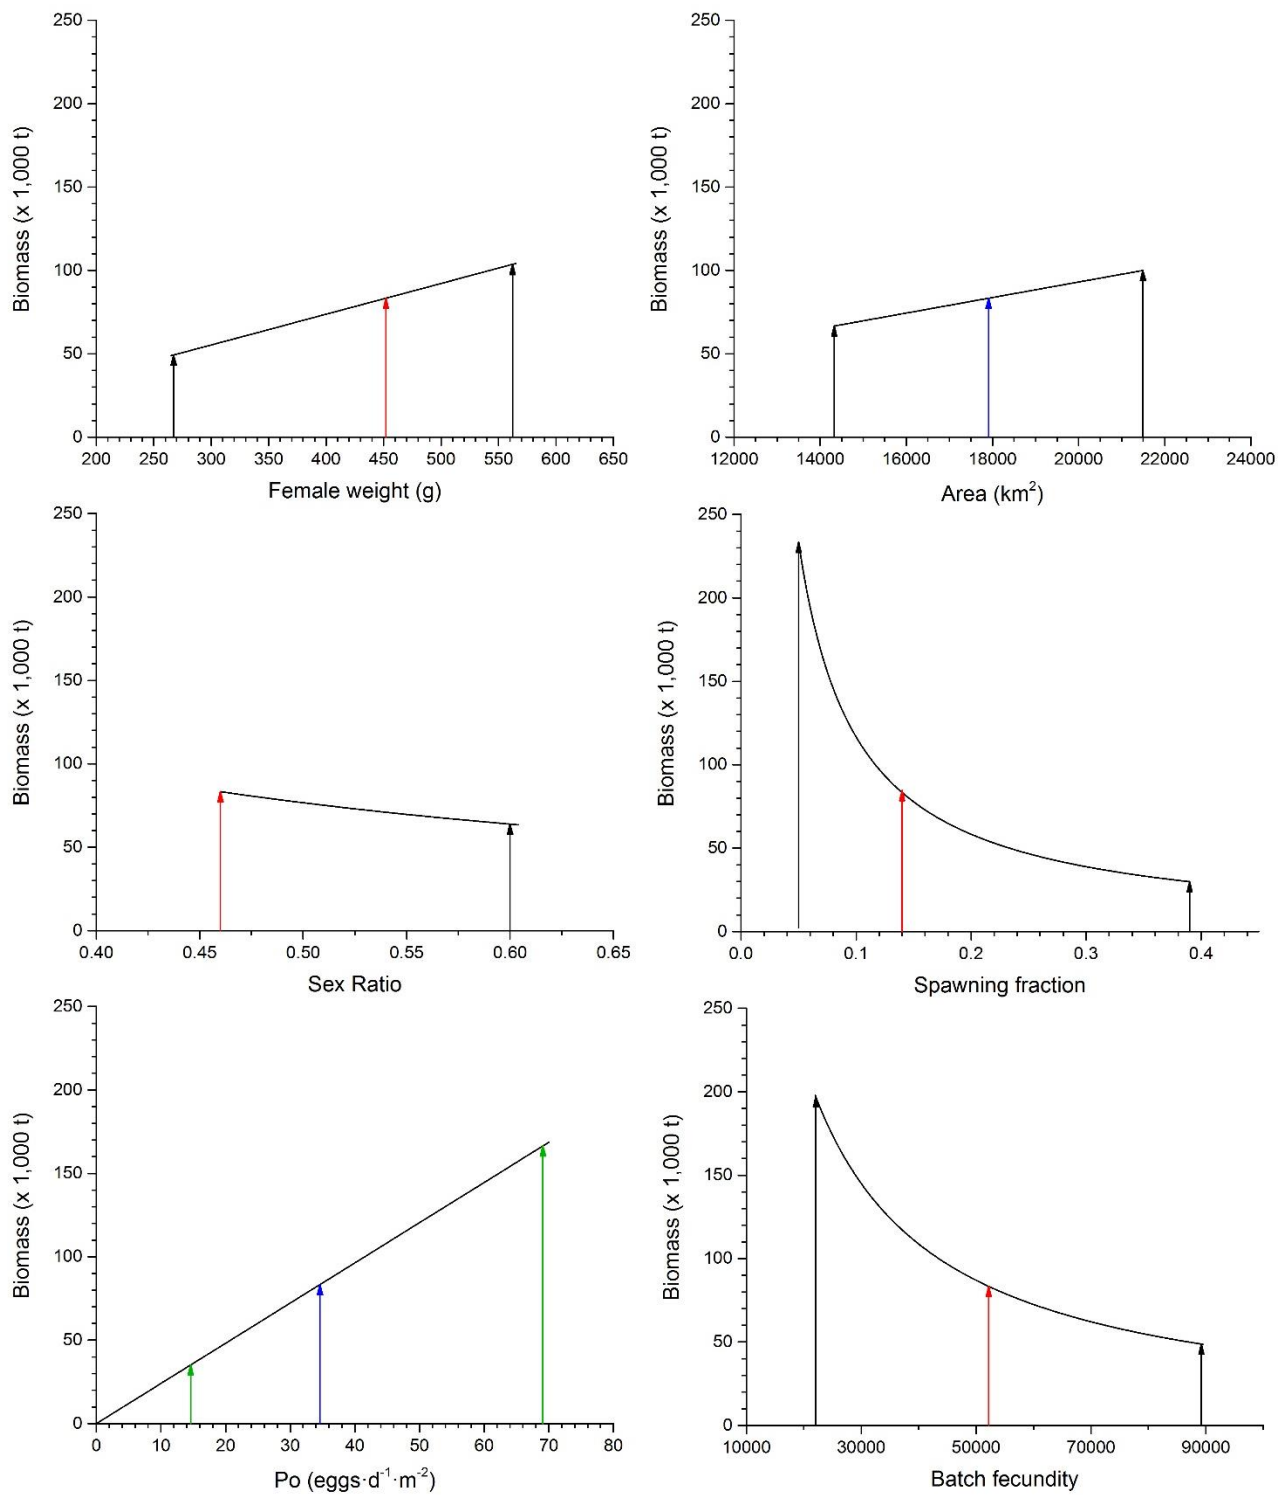 250
200
150
100
50
0
Biomass (x 1,000 t)
200 250 300 350 400 450 500 550 600 650
Female weight (g)
250
200
150
100
50
0
Biomass (x 1,000 t)
12000 14000 16000 18000 20000 22000 24000
Area (km²)
250
200
150
100
50
0
Biomass (x 1,000 t)
0.40 0.45 0.50 0.55 0.60 0.65
Sex Ratio
250
200
150
100
50
0
Biomass (x 1,000 t)
0.0 0.1 0.2 0.3 0.4
Spawning fraction
250
200
150
100
50
0
Biomass (x 1,000 t)
0 10 20 30 40 50 60 70 80
Po (eggs·d⁻¹·m⁻²)
250
200
150
100
50
0
Biomass (x 1,000 t)
10000 30000 50000 70000 90000
Batch fecundity